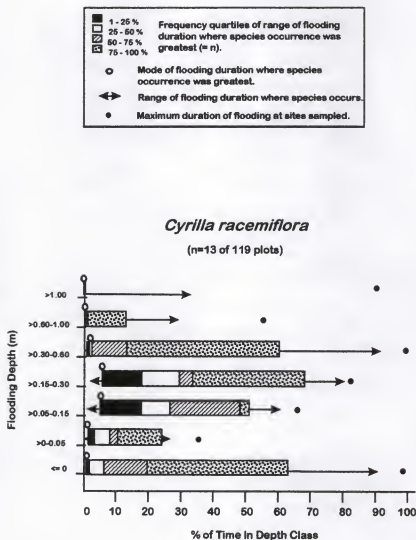 1 - 25 %
25 - 50 %
50 - 75 %
75 - 100 %
Frequency quartiles of range of flooding
duration where species occurrence was
greatest (= n).
Mode of flooding duration where species
occurrence was greatest.
Range of flooding duration where species occurs.
Maximum duration of flooding at sites sampled.
Cyrilla racemiflora
(n=13 of 119 plots)
Flooding Depth (m)
>1.00
>0.60-1.00
>0.30-0.60
>0.15-0.30
>0.05-0.15
>0-0.05
<= 0
0 10 20 30 40 50 60 70 80 90 100
% of Time In Depth Class